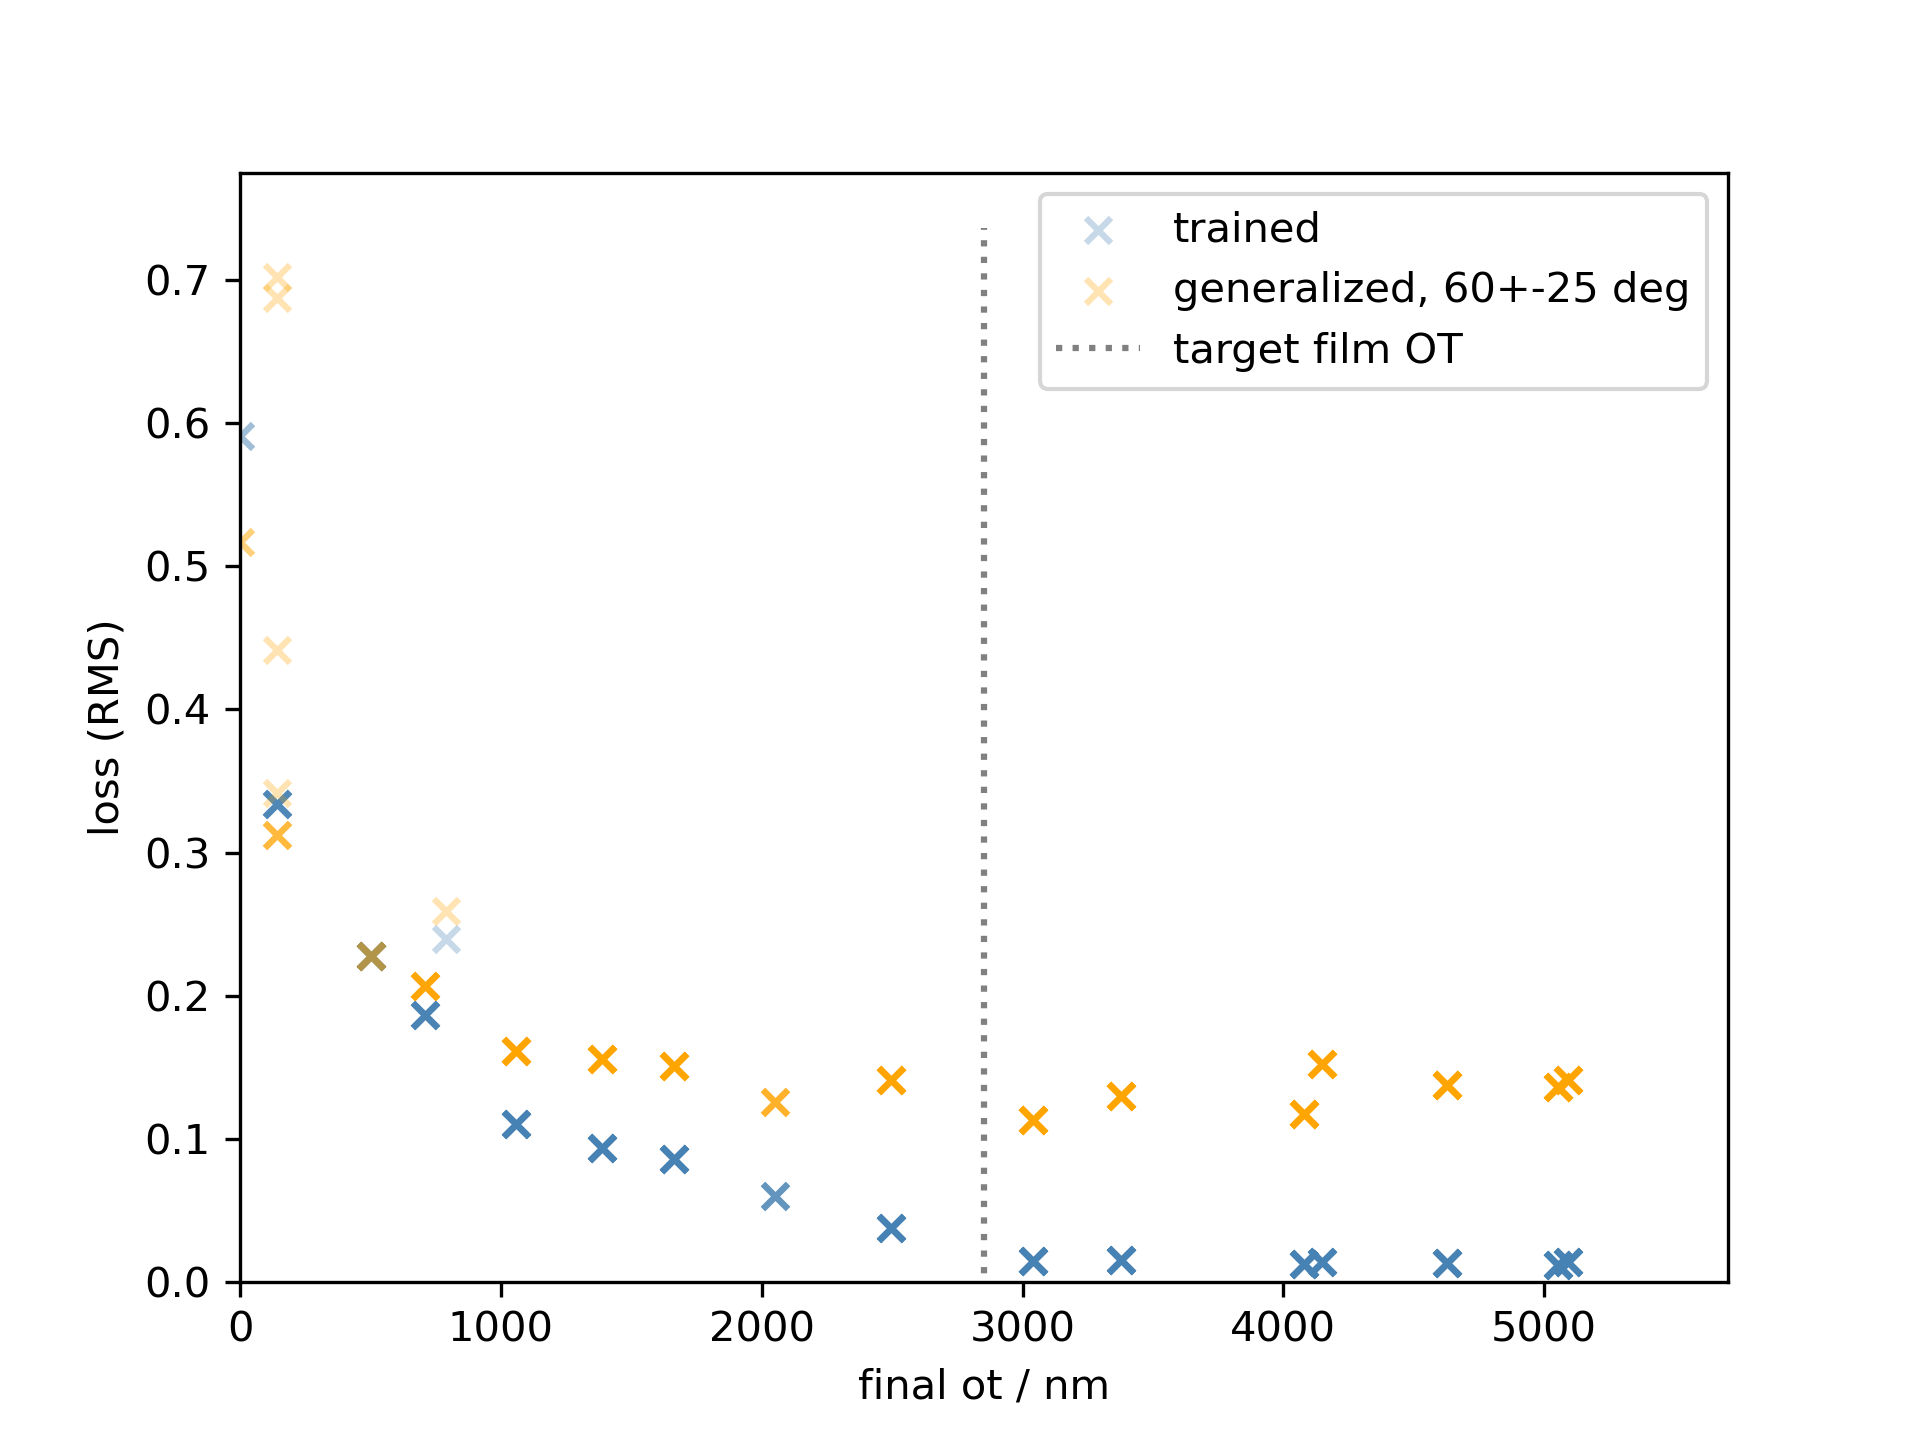 trained
generalized, 60+-25 deg
target film OT
0.7
0.6
0.5
0.4
0.3
0.2
0.1
0.0
loss (RMS)
0 1000 2000 3000 4000 5000
final ot / nm